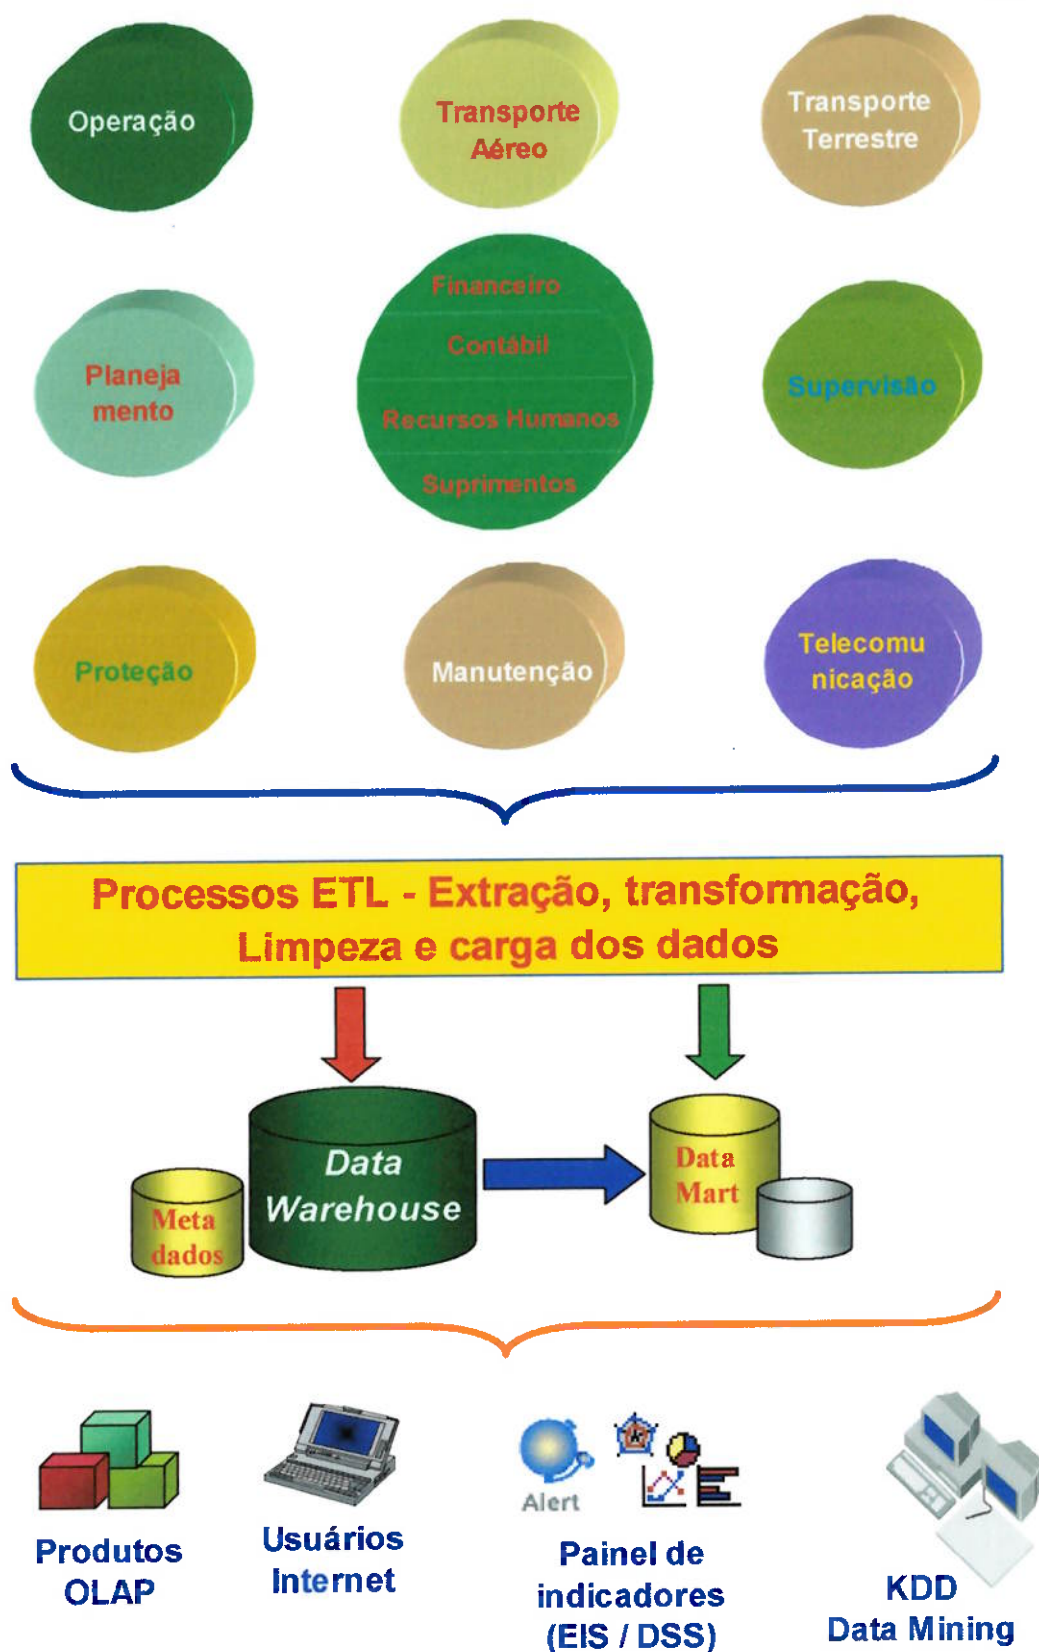 Operação
Transporte
Aéreo
Transporte
Terrestre
Planeja
mento
Financeiro
Contábil
Recursos Humanos
Suprimentos
Supervisão
Proteção
Manutenção
Telecomu
nicação
Processos ETL - Extração, transformação,
Limpeza e carga dos dados
Meta
dados
Data
Warehouse
Data
Mart
Produtos
OLAP
Usuários
Internet
Alert
Painel de
indicadores
(EIS / DSS)
KDD
Data Mining